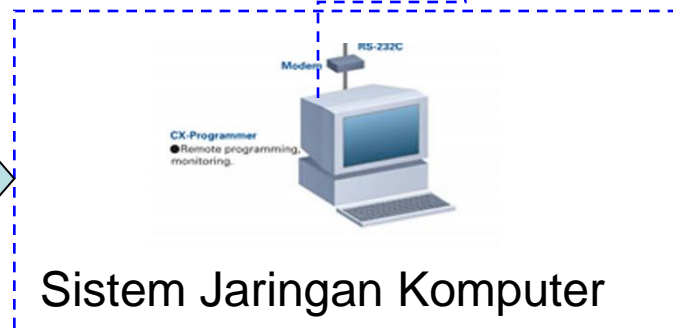 RS-232C
Modem
CX-Programmer
●Remote programming,
monitoring.
Sistem Jaringan Komputer